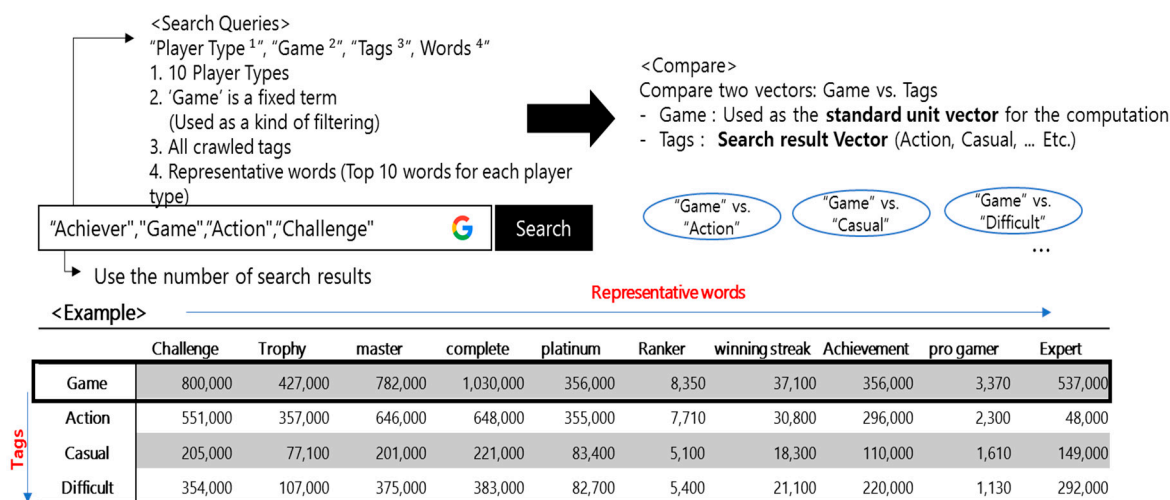 <Search Queries>
"Player Type ¹", "Game ²", "Tags ³", Words ⁴"
1. 10 Player Types
2. 'Game' is a fixed term
(Used as a kind of filtering)
3. All crawled tags
4. Representative words (Top 10 words for each player
type)
"Achiever","Game","Action","Challenge"
Search
Use the number of search results
<Compare>
Compare two vectors: Game vs. Tags
- Game : Used as the standard unit vector for the computation
- Tags : Search result Vector (Action, Casual, ... Etc.)
"Game" vs.
"Action"
"Game" vs.
"Casual"
"Game" vs.
"Difficult"
...
Representative words
<Example>
Challenge Trophy master complete platinum Ranker winning streak Achievement pro gamer Expert
Game 800,000 427,000 782,000 1,030,000 356,000 8,350 37,100 356,000 3,370 537,000
Action 551,000 357,000 646,000 648,000 355,000 7,710 30,800 296,000 2,300 48,000
Casual 205,000 77,100 201,000 221,000 83,400 5,100 18,300 110,000 1,610 149,000
Difficult 354,000 107,000 375,000 383,000 82,700 5,400 21,100 220,000 1,130 292,000
Tags